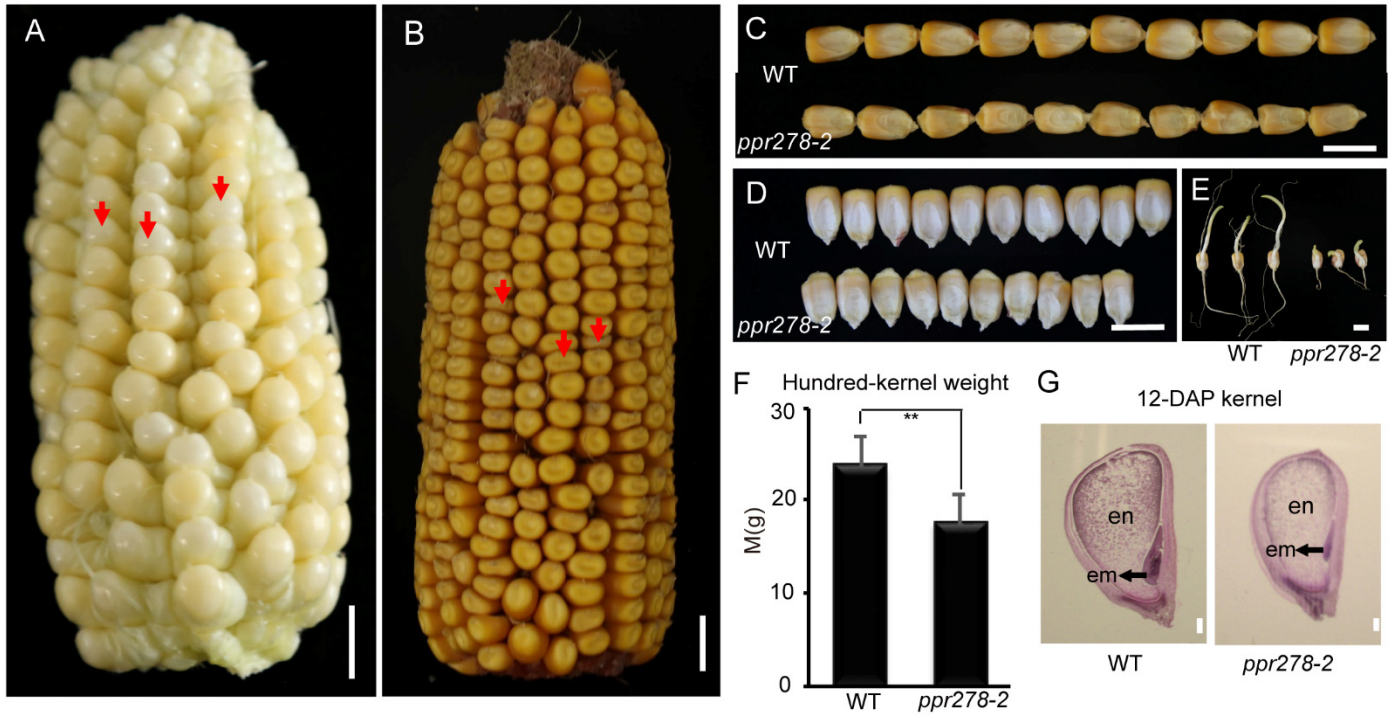 A
B
C
WT
ppr278-2
D
WT
ppr278-2
E
WT ppr278-2
F
Hundred-kernel weight
30
20
10
0
M(g)
**
WT ppr278-2
G
12-DAP kernel
en
em
en
em
WT ppr278-2